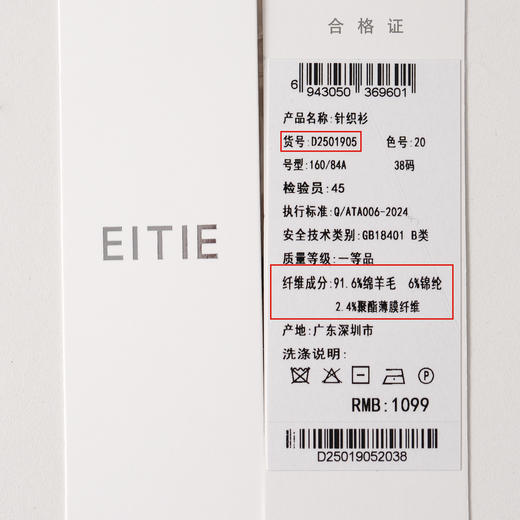 EITIE
合格证
6 943050 369601
产品名称:针织衫
货号:D2501905 色号:20
号型:160/84A 38码
检验员:45
执行标准:Q/ATA006-2024
安全技术类别:GB18401 B类
质量等级:一等品
纤维成分:91.6%绵羊毛 6%锦纶
2.4%聚酯薄膜纤维
产地:广东深圳市
洗涤说明:
P
RMB:1099
D25019052038